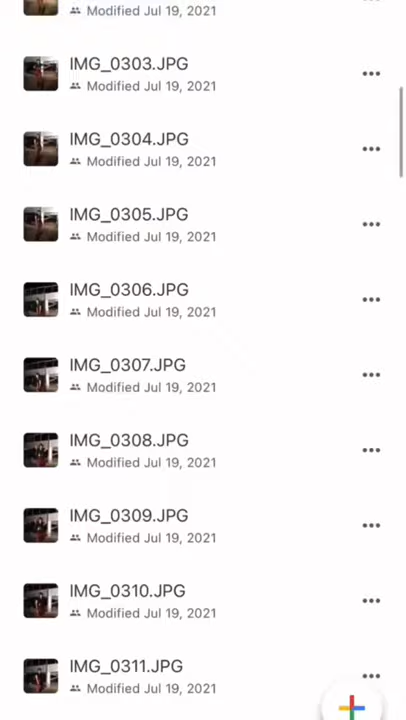 Modified Jul 19, 2021
IMG_0303.JPG
Modified Jul 19, 2021
IMG_0304.JPG
Modified Jul 19, 2021
IMG_0305.JPG
Modified Jul 19, 2021
IMG_0306.JPG
Modified Jul 19, 2021
IMG_0307.JPG
Modified Jul 19, 2021
IMG_0308.JPG
Modified Jul 19, 2021
IMG_0309.JPG
Modified Jul 19, 2021
IMG_0310.JPG
Modified Jul 19, 2021
IMG_0311.JPG
Modified Jul 19, 2021